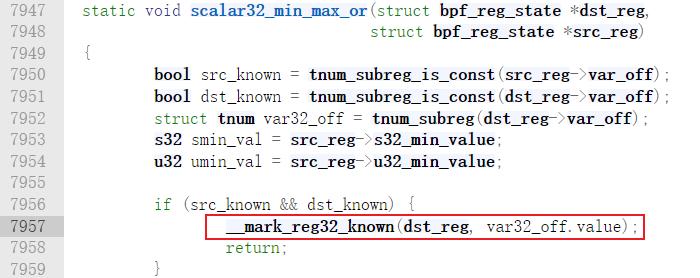 7947 static void scalar32_min_max_or(struct bpf_reg_state *dst_reg,
7948 struct bpf_reg_state *src_reg)
7949 {
7950 bool src_known = tnum_subreg_is_const(src_reg->var_off);
7951 bool dst_known = tnum_subreg_is_const(dst_reg->var_off);
7952 struct tnum var32_off = tnum_subreg(dst_reg->var_off);
7953 s32 smin_val = src_reg->s32_min_value;
7954 u32 umin_val = src_reg->u32_min_value;
7955
7956 if (src_known && dst_known) {
7957 __mark_reg32_known(dst_reg, var32_off.value);
7958 return;
7959 }